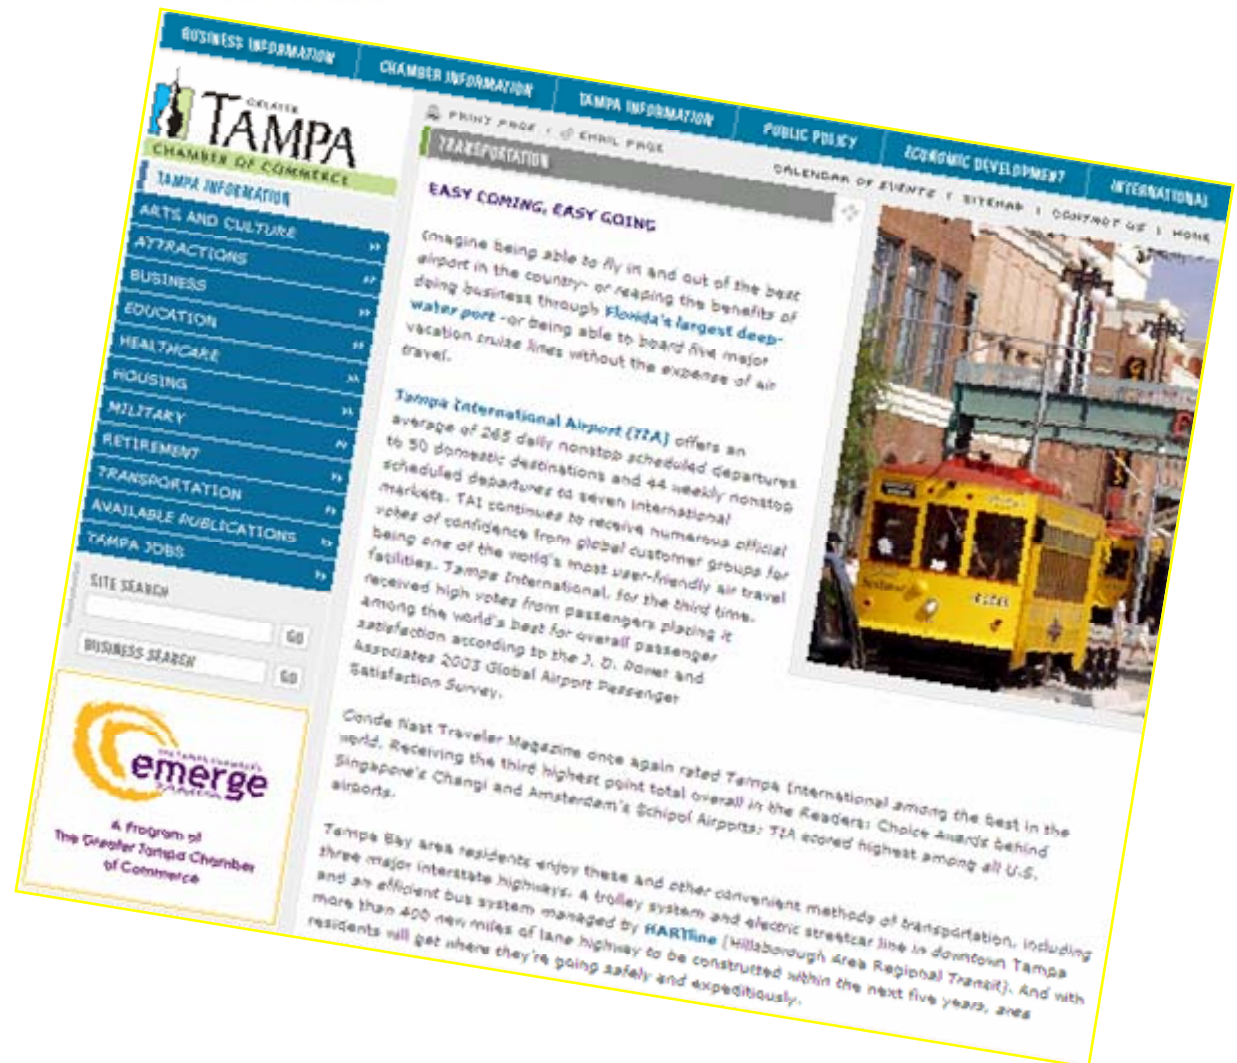 BUSINESS INFORMATION
CHAMBER INFORMATION
TAMPA INFORMATION
PUBLIC POLICY
ECONOMIC DEVELOPMENT
INTERNATIONAL
GREATER
TAMPA
CHAMBER OF COMMERCE
PRINT PAGE | EMAIL PAGE
CALENDAR OF EVENTS | SITEMAP | CONTACT US | HOME
TAMPA INFORMATION
ARTS AND CULTURE
ATTRACTIONS
BUSINESS
EDUCATION
HEALTHCARE
HOUSING
MILITARY
RETIREMENT
TRANSPORTATION
AVAILABLE PUBLICATIONS
TAMPA JOBS
SITE SEARCH
GO
BUSINESS SEARCH
GO
emerge
A Program of
The Greater Tampa Chamber
of Commerce
TRANSPORTATION
EASY COMING, EASY GOING
Imagine being able to fly in and out of the best
airport in the country- or reaping the benefits of
doing business through Florida's largest deep-
water port -or being able to board five major
vacation cruise lines without the expense of air
travel.
Tampa International Airport (TIA) offers an
average of 265 daily nonstop scheduled departures
to 50 domestic destinations and 44 weekly nonstop
scheduled departures to seven international
markets. TAI continues to receive numerous official
votes of confidence from global customer groups for
being one of the world's most user-friendly air travel
facilities. Tampa International, for the third time,
received high votes from passengers placing it
among the world's best for overall passenger
satisfaction according to the J. D. Power and
Associates 2003 Global Airport Passenger
Satisfaction Survey.
Conde Nast Traveler Magazine once again rated Tampa International among the best in the
world. Receiving the third highest point total overall in the Readers: Choice Awards behind
Singapore's Changi and Amsterdam's Schipol Airports; TIA scored highest among all U.S.
airports.
Tampa Bay area residents enjoy these and other convenient methods of transportation, including
three major interstate highways, a trolley system and electric streetcar line in downtown Tampa
and an efficient bus system managed by HARTline (Hillsborough Area Regional Transit). And with
more than 400 new miles of lane highway to be constructed within the next five years, area
residents will get where they're going safely and expeditiously.